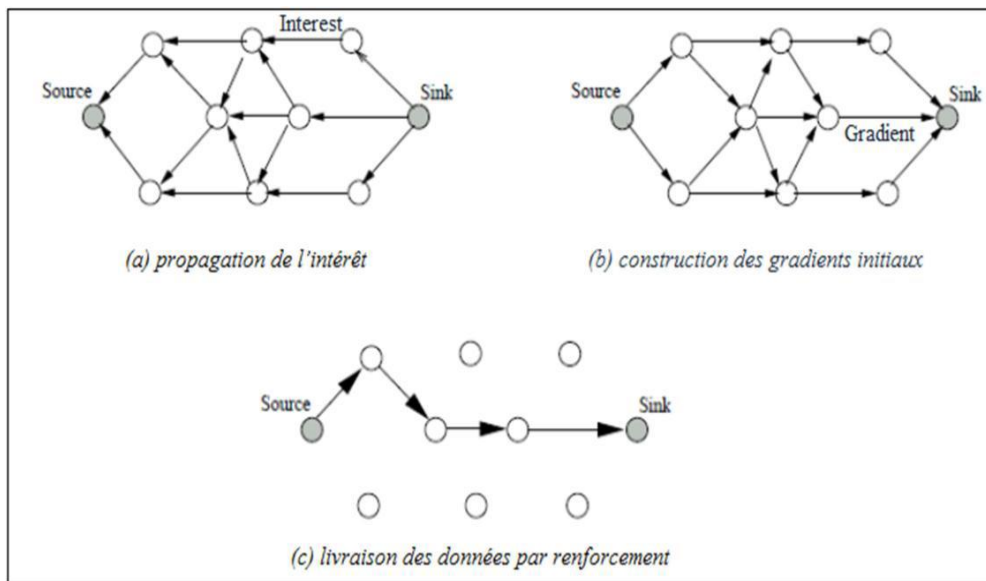 Interest
Source
Sink
(a) propagation de l'intérêt
Source
Sink
Gradient
(b) construction des gradients initiaux
Source
Sink
(c) livraison des données par renforcement